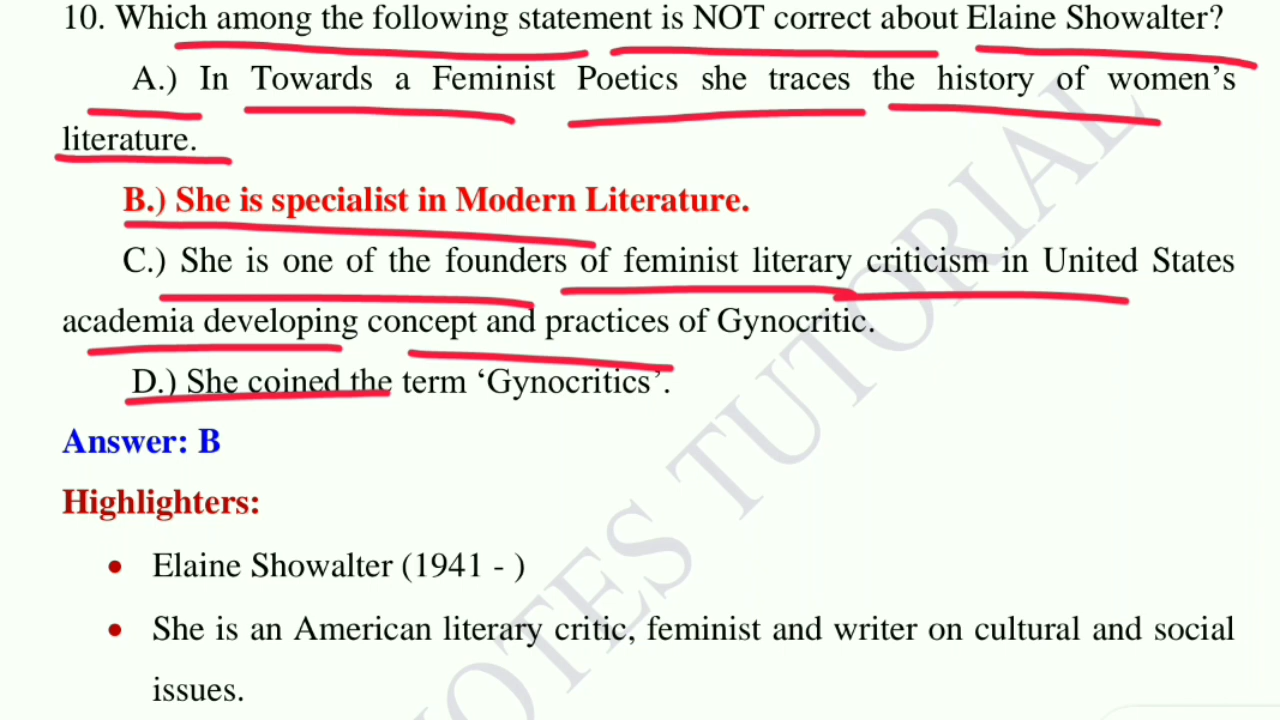 10. Which among the following statement is NOT correct about Elaine Showalter?
A.) In Towards a Feminist Poetics she traces the history of women's
literature.
B.) She is specialist in Modern Literature.
C.) She is one of the founders of feminist literary criticism in United States
academia developing concept and practices of Gynocritic.
D.) She coined the term ‘Gynocritics’.
Answer: B
Highlighters:
• Elaine Showalter (1941 - )
• She is an American literary critic, feminist and writer on cultural and social
issues.
OTES TUTORIAL